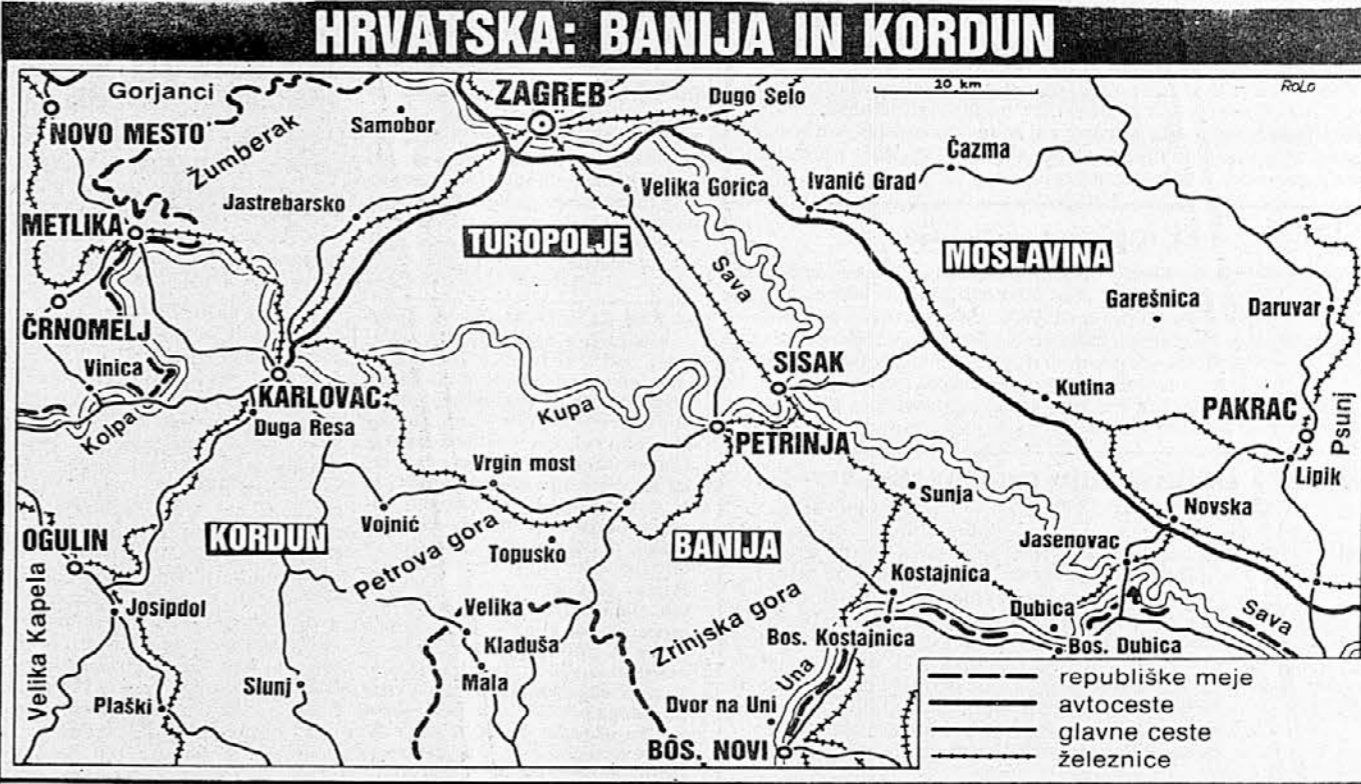 HRVATSKA: BANIJA IN KORDUN
Gorjanci
ZAGREB
Dugo Selo
20 km
RoLo
NOVO MESTO
Samobor
Žumberak
Čazma
Jastrebarsko
Velika Gorica
Ivanić Grad
METLIKA
TUROPOLJE
MOSLAVINA
Sava
Garešnica
Daruvar
ČRNOMELJ
Vinica
SISAK
KARLOVAC
Kupa
Kutina
PAKRAC
Psunj
Kolpa
Duga Resa
PETRINJA
Lipik
Vrgin most
Sunja
Novska
Vojnić
OGULIN
KORDUN
Petrova gora
Topusko
BANIJA
Jasenovac
Kostajnica
Velika Kapela
Josipdol
Velika
Kladuša
Zrinjska gora
Bos. Kostajnica
Dubica
Sava
Bos. Dubica
Slunj
Mala
Una
Plaški
Dvor na Uni
BOS. NOVI
republiške meje
avtoceste
glavne ceste
železnice